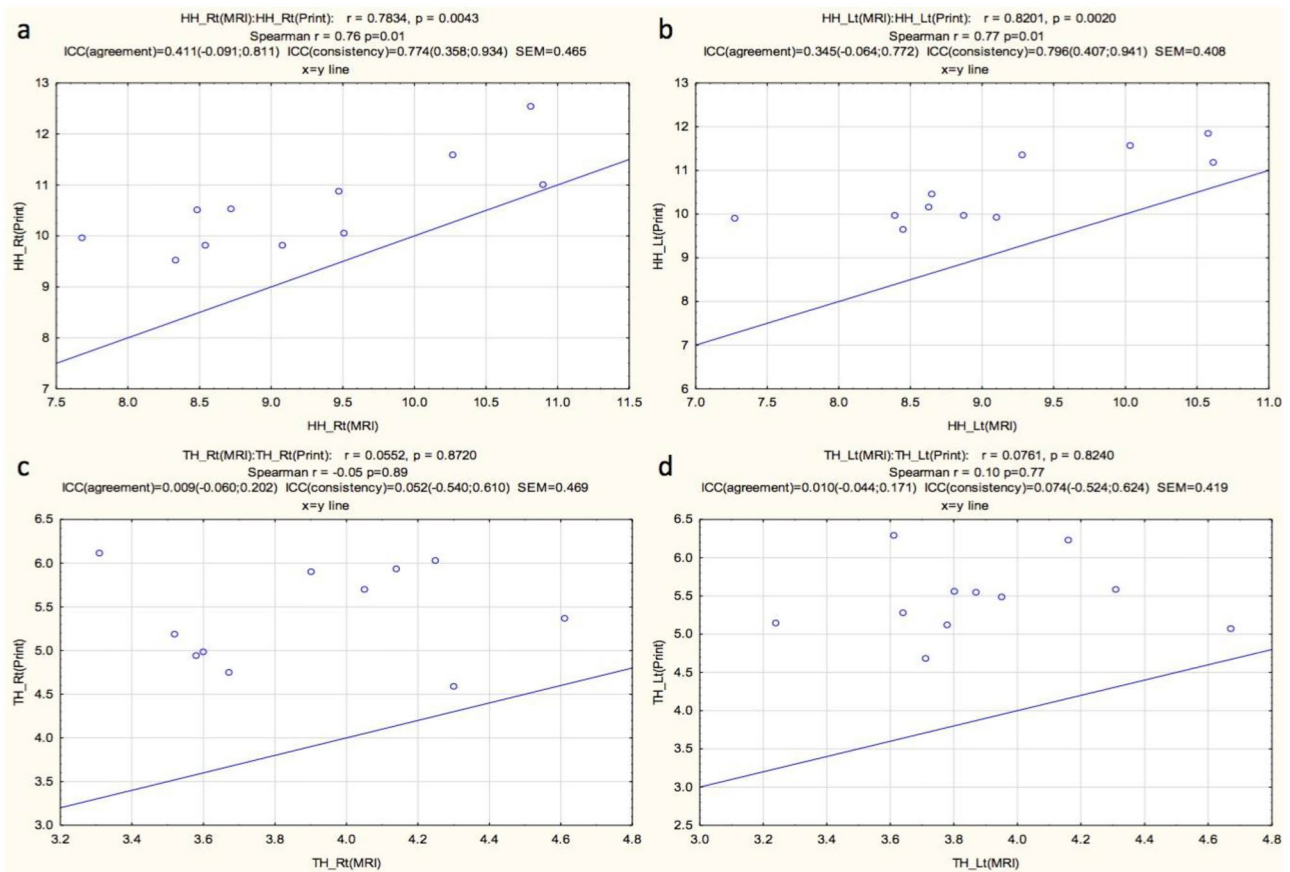 a
HH_Rt(MRI):HH_Rt(Print): r = 0.7834, p = 0.0043
Spearman r = 0.76 p=0.01
ICC(agreement)=0.411(-0.091;0.811) ICC(consistency)=0.774(0.358;0.934) SEM=0.465
x=y line
13
12
11
10
9
8
7
HH_Rt(Print)
7.5 8.0 8.5 9.0 9.5 10.0 10.5 11.0 11.5
HH_Rt(MRI)
b
HH_Lt(MRI):HH_Lt(Print): r = 0.8201, p = 0.0020
Spearman r = 0.77 p=0.01
ICC(agreement)=0.345(-0.064;0.772) ICC(consistency)=0.796(0.407;0.941) SEM=0.408
x=y line
13
12
11
10
9
8
7
6
HH_Lt(Print)
7.0 7.5 8.0 8.5 9.0 9.5 10.0 10.5 11.0
HH_Lt(MRI)
c
TH_Rt(MRI):TH_Rt(Print): r = 0.0552, p = 0.8720
Spearman r = -0.05 p=0.89
ICC(agreement)=0.009(-0.060;0.202) ICC(consistency)=0.052(-0.540;0.610) SEM=0.469
x=y line
6.5
6.0
5.5
5.0
4.5
4.0
3.5
3.0
TH_Rt(Print)
3.2 3.4 3.6 3.8 4.0 4.2 4.4 4.6 4.8
TH_Rt(MRI)
d
TH_Lt(MRI):TH_Lt(Print): r = 0.0761, p = 0.8240
Spearman r = 0.10 p=0.77
ICC(agreement)=0.010(-0.044;0.171) ICC(consistency)=0.074(-0.524;0.624) SEM=0.419
x=y line
6.5
6.0
5.5
5.0
4.5
4.0
3.5
3.0
2.5
TH_Lt(Print)
3.0 3.2 3.4 3.6 3.8 4.0 4.2 4.4 4.6 4.8
TH_Lt(MRI)